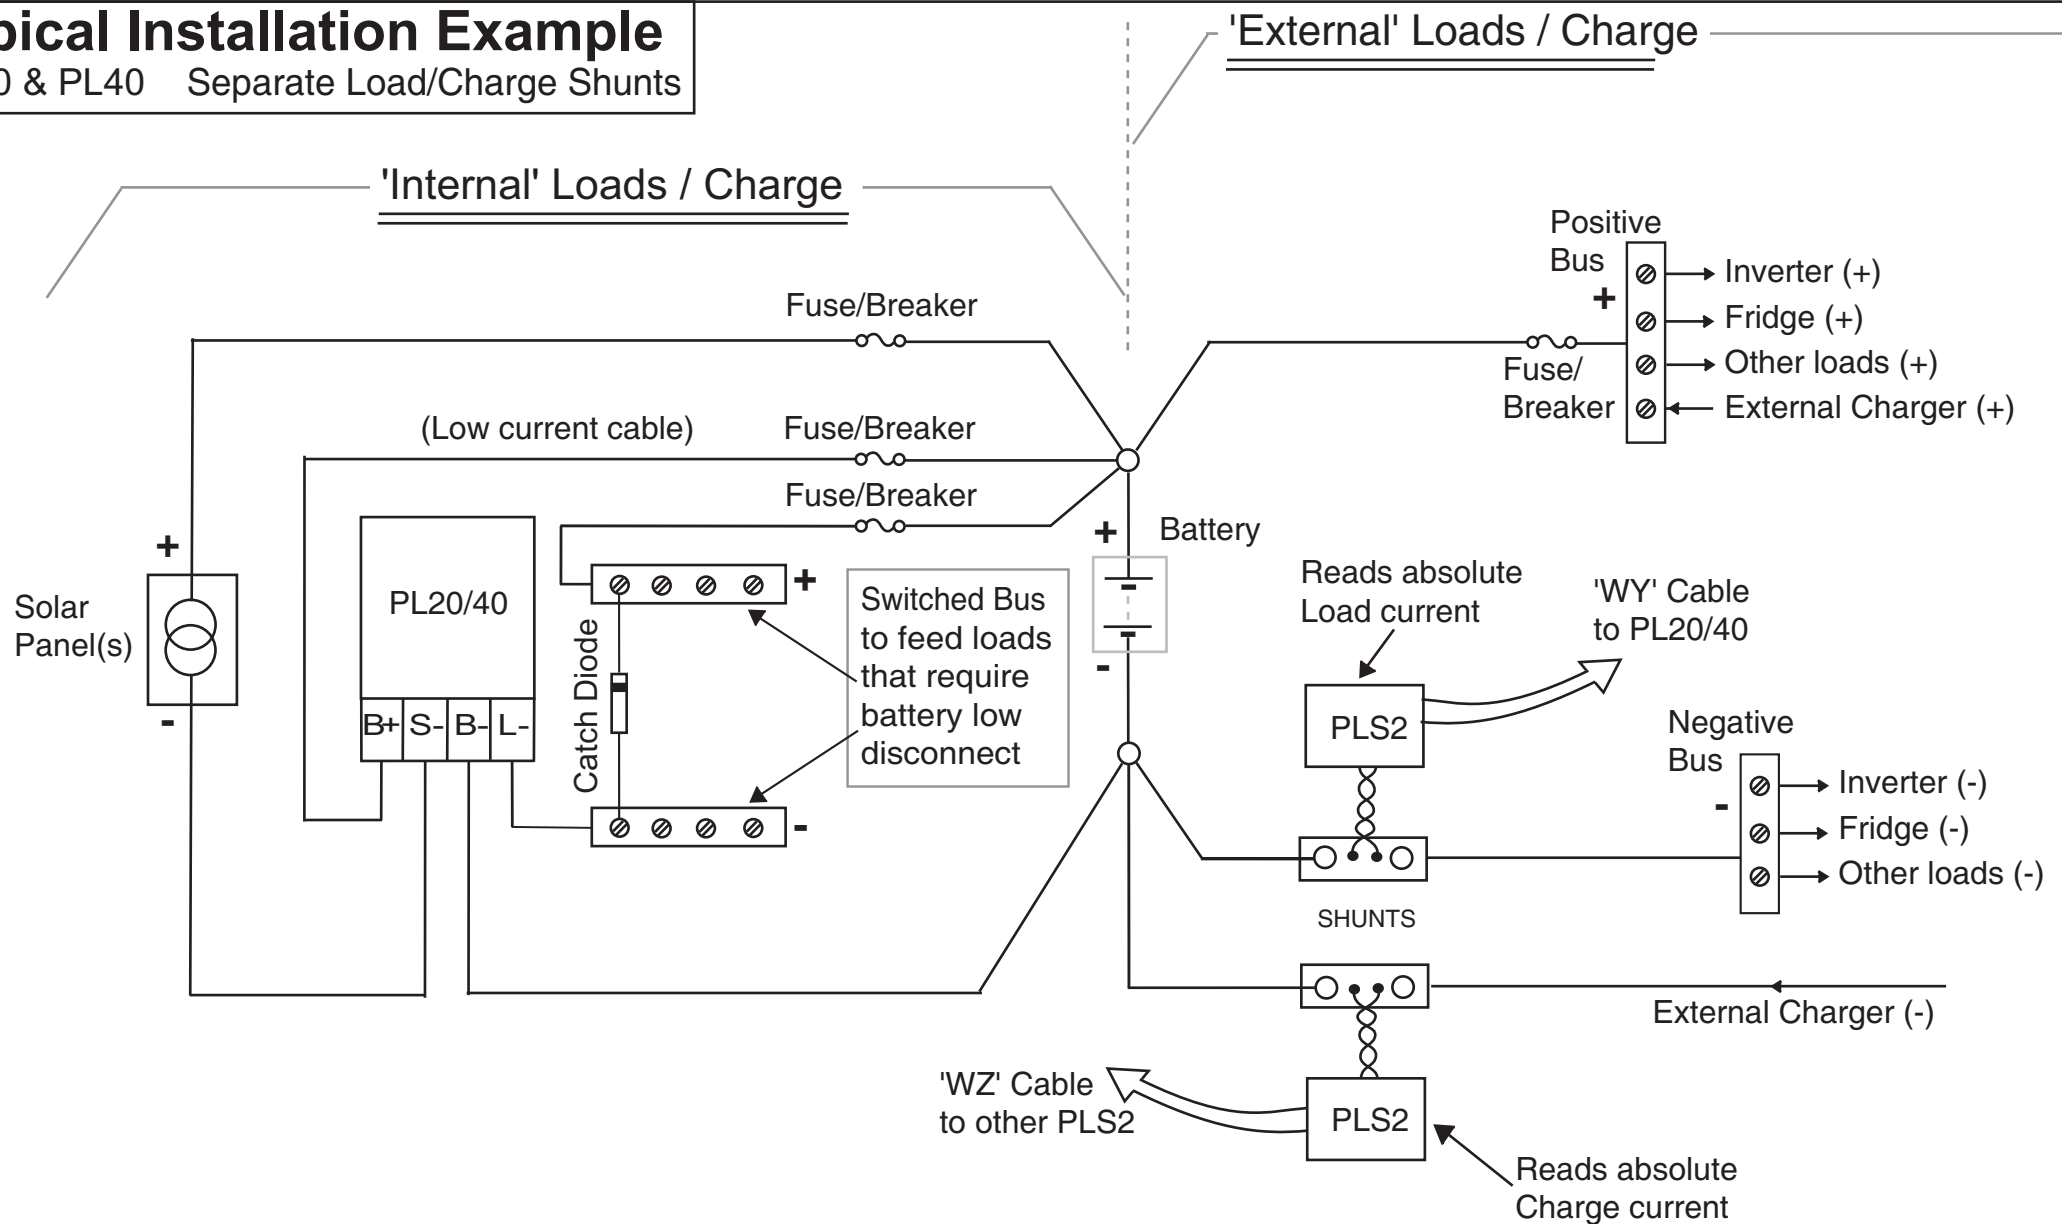 pical Installation Example
0 & PL40 Separate Load/Charge Shunts
'External' Loads / Charge
'Internal' Loads / Charge
Positive
Bus
+
Inverter (+)
Fridge (+)
Other loads (+)
External Charger (+)
Fuse/
Breaker
Fuse/Breaker
(Low current cable)
Fuse/Breaker
Fuse/Breaker
+
Solar
Panel(s)
-
PL20/40
B+ S- B- L-
Catch Diode
+
-
Switched Bus
to feed loads
that require
battery low
disconnect
+
Battery
-
Reads absolute
Load current
'WY' Cable
to PL20/40
PLS2
Negative
Bus
-
Inverter (-)
Fridge (-)
Other loads (-)
SHUNTS
External Charger (-)
'WZ' Cable
to other PLS2
PLS2
Reads absolute
Charge current